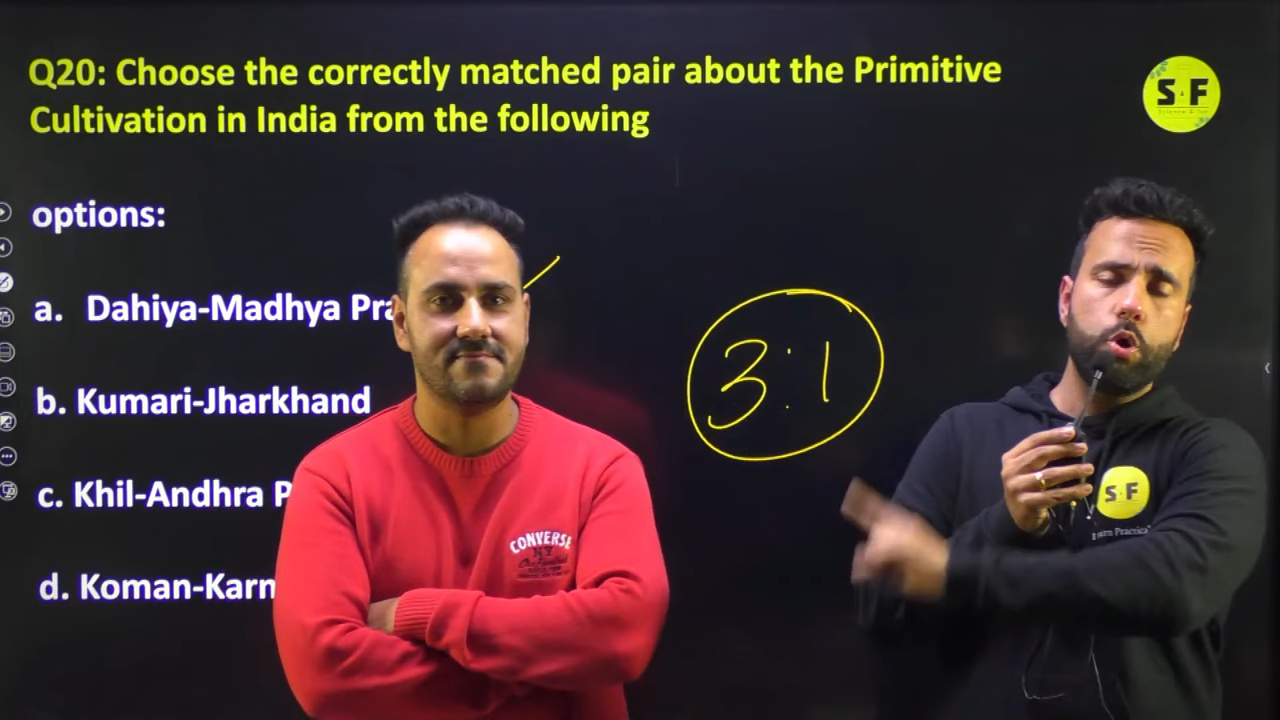 Q20: Choose the correctly matched pair about the Primitive
Cultivation in India from the following
S F
options:
a. Dahiya-Madhya Pra
b. Kumari-Jharkhand
3:1
c. Khil-Andhra P
S·F
CONVERSE
NY
d. Koman-Karn